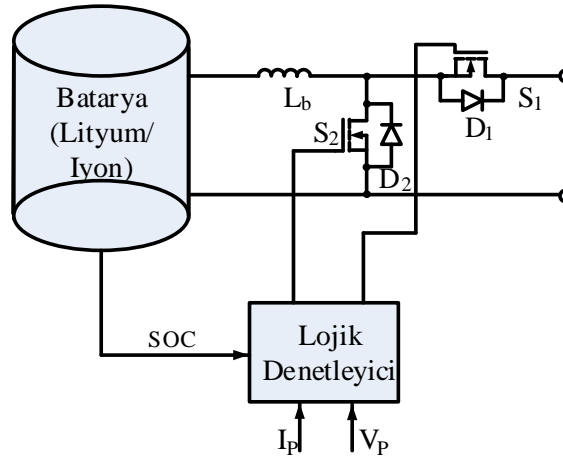 Batarya
(Lityum/
Iyon)
L_b
S_2
D_2
D_1
S_1
SOC
Lojik
Denetleyici
I_P
V_P